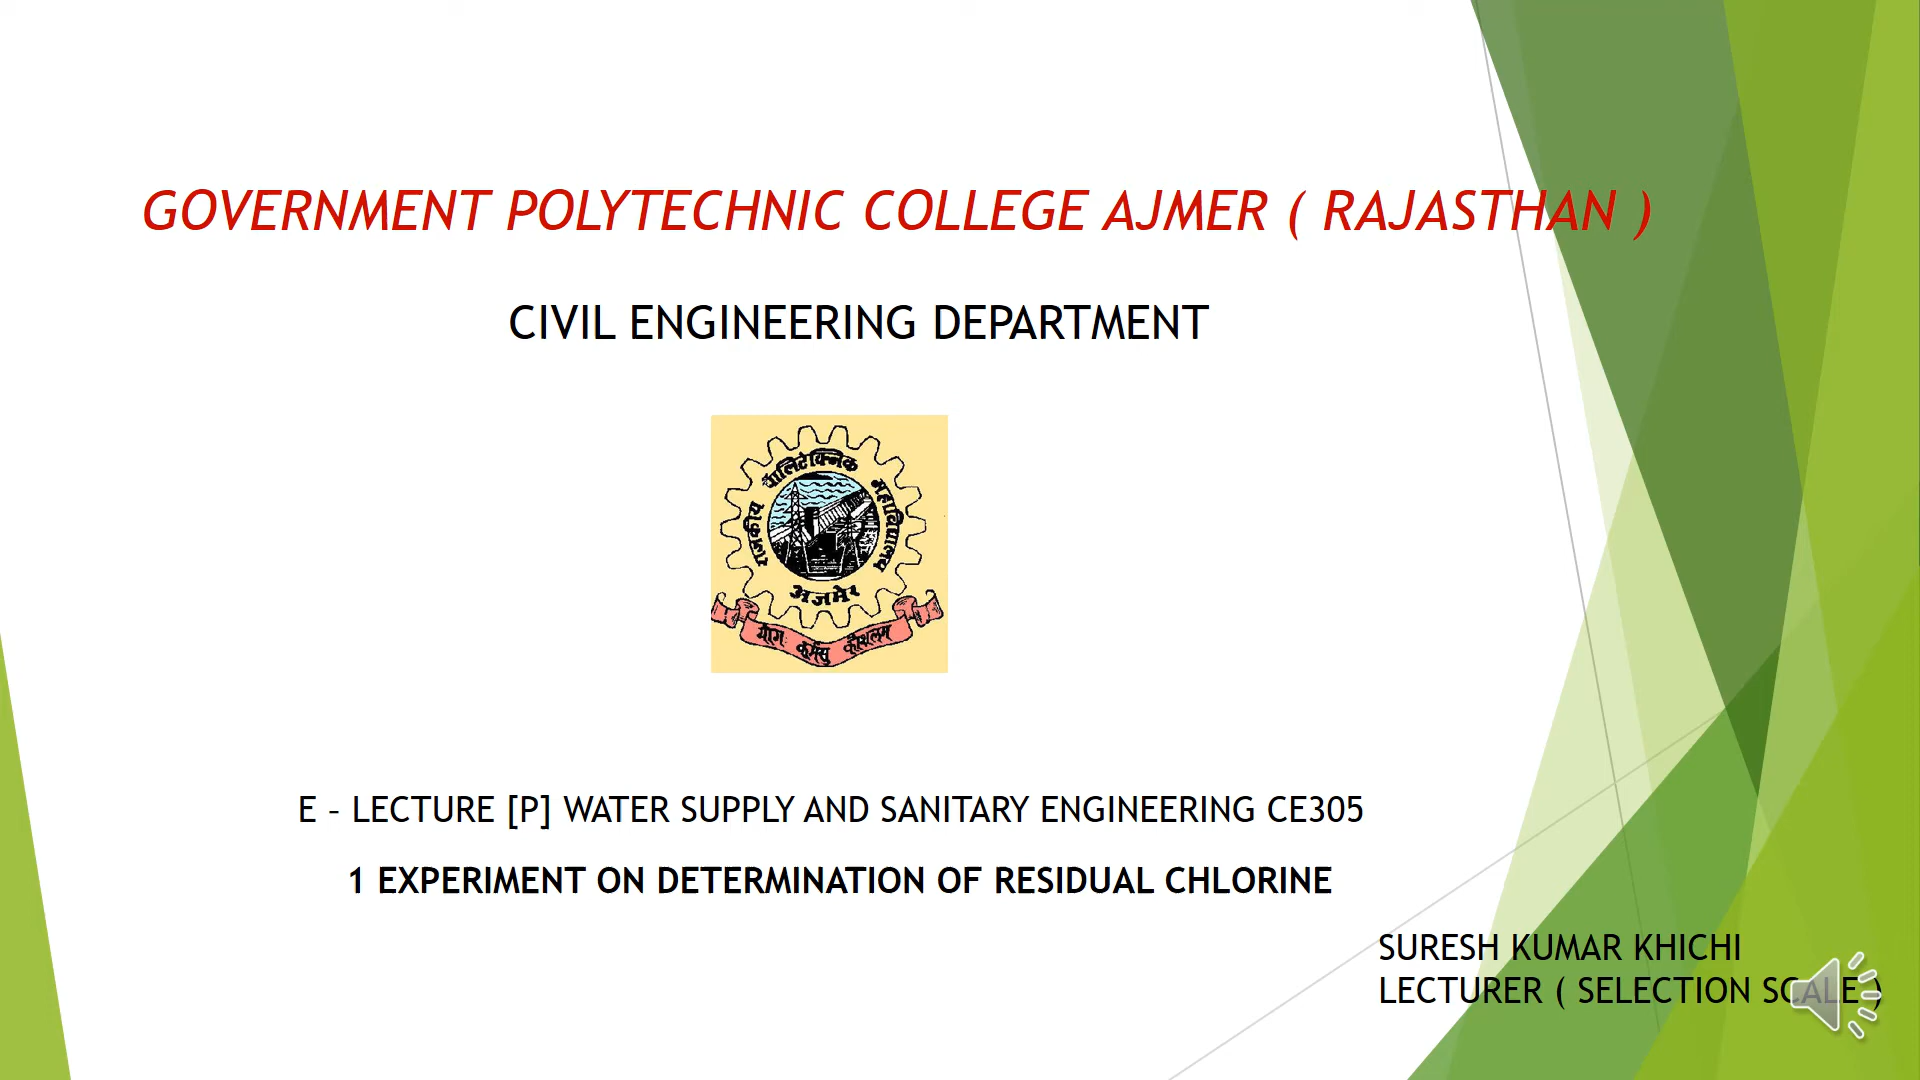 GOVERNMENT POLYTECHNIC COLLEGE AJMER ( RAJASTHAN )
CIVIL ENGINEERING DEPARTMENT
राजकीय पॉलिटेक्निक महाविद्यालय
अजमेर
योगः कर्मसु कौशलम्
E – LECTURE [P] WATER SUPPLY AND SANITARY ENGINEERING CE305
1 EXPERIMENT ON DETERMINATION OF RESIDUAL CHLORINE
SURESH KUMAR KHICHI
LECTURER ( SELECTION SCALE )